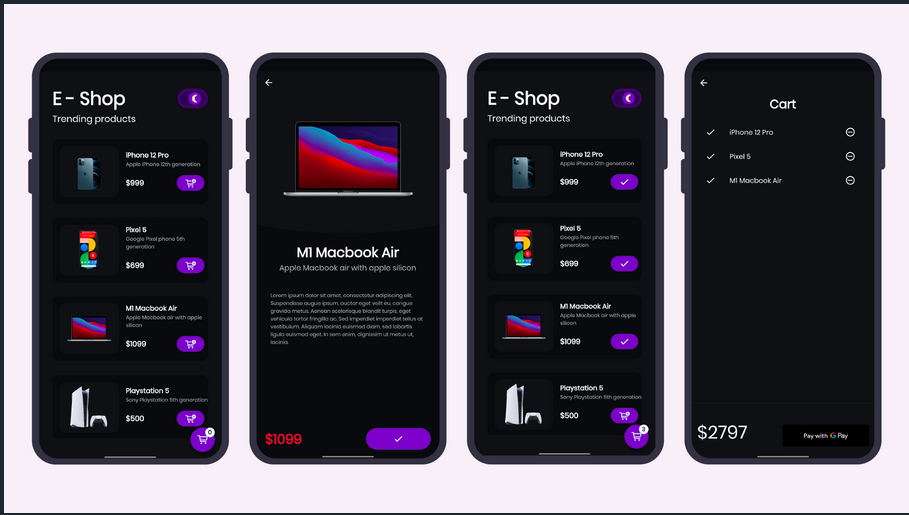 E - Shop
Trending products
iPhone 12 Pro
Apple iPhone 12th generation
$999
Pixel 5
Google Pixel phone 5th
generation
$699
M1 Macbook Air
Apple Macbook air with apple
silicon
$1099
Playstation 5
Sony Playstation 5th generation
$500
0
M1 Macbook Air
Apple Macbook air with apple silicon
Lorem ipsum dolor sit amet, consectetur adipiscing elit.
Suspendisse augue ipsum, auctor eget velit eu, congue
gravida metus. Aenean scelerisque blandit turpis, eget
vehicula tortor fringilla ac. Sed imperdiet imperdiet tellus at
vestibulum. Aliquam lacinia euismod diam, sed lobortis
ligula euismod eget. In sem enim, dignissim ut metus ut,
lacinia.
$1099
E - Shop
Trending products
iPhone 12 Pro
Apple iPhone 12th generation
$999
Pixel 5
Google Pixel phone 5th
generation
$699
M1 Macbook Air
Apple Macbook air with apple
silicon
$1099
Playstation 5
Sony Playstation 5th generation
$500
3
Cart
iPhone 12 Pro
Pixel 5
M1 Macbook Air
$2797
Pay with G Pay